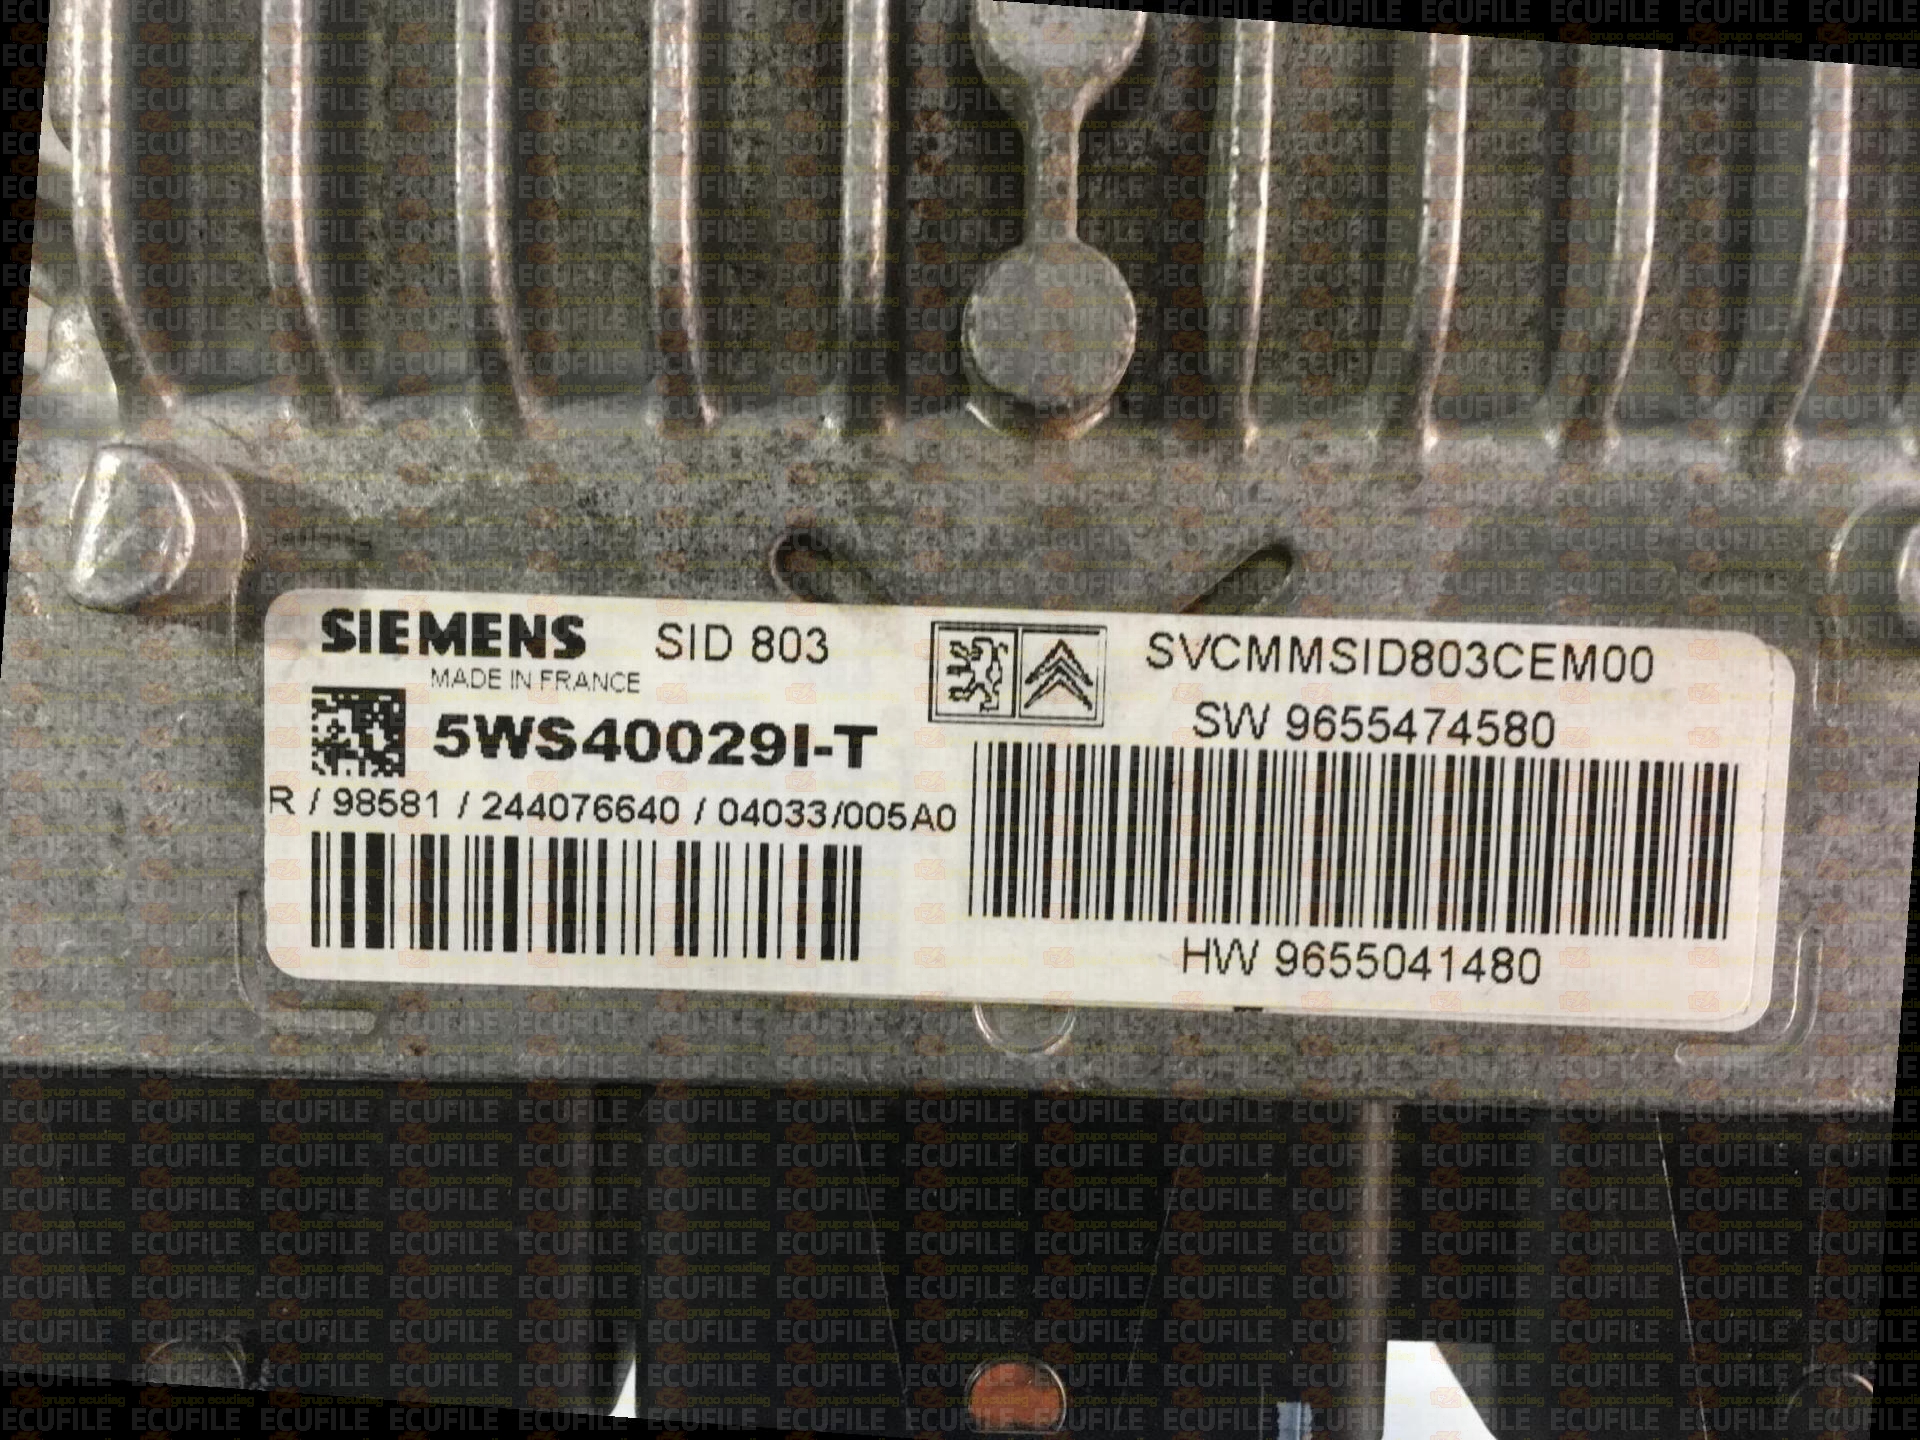 SIEMENS SID 803
MADE IN FRANCE
5WS40029I-T
R / 98581 / 244076640 / 04033/005A0
SVCMMSID803CEM00
SW 9655474580
HW 9655041480
ECUFILE
grupo ecudiag